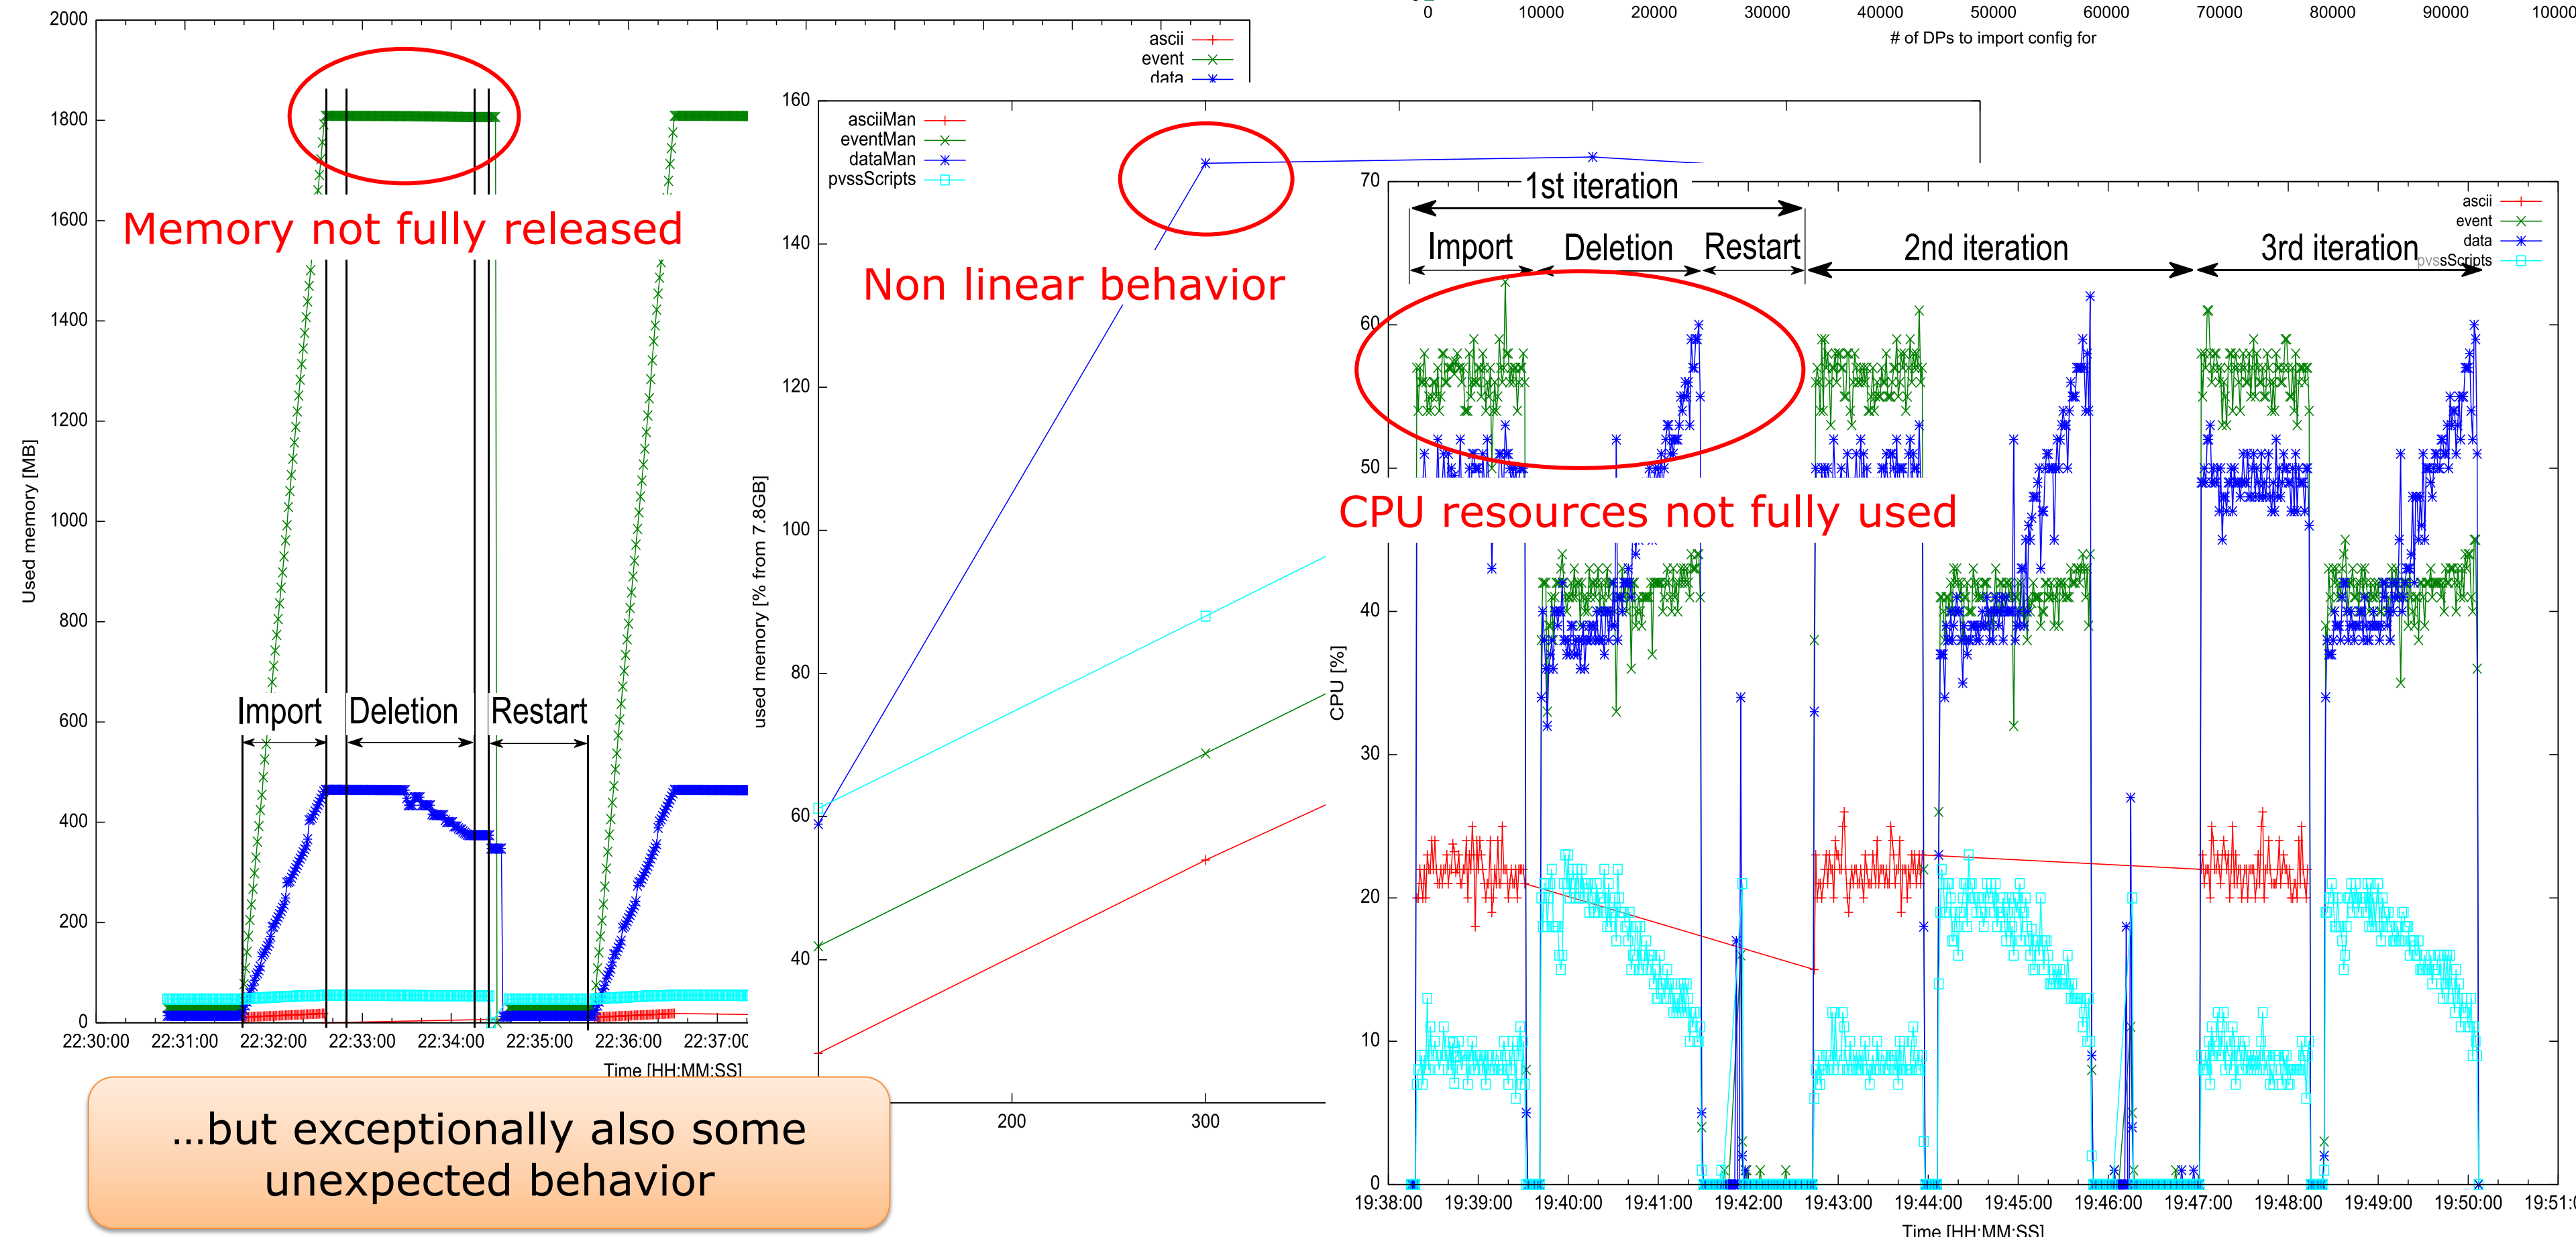 0 10000 20000 30000 40000 50000 60000 70000 80000 90000
# of DPs to import config for
2000
1800
1600
1400
1200
1000
800
600
400
200
0
Used memory [MB]
ascii
event
data
Memory not fully released
Import Deletion Restart
22:30:00 22:31:00 22:32:00 22:33:00 22:34:00 22:35:00 22:36:00
Time [HH:MM:SS]
160
140
120
100
80
60
40
used memory [% from 7.8GB]
asciiMan
eventMan
dataMan
pvssScripts
Non linear behavior
200 300
70
60
50
40
30
20
10
0
CPU [%]
1st iteration
Import Deletion Restart
2nd iteration
3rd iteration
ascii
event
data
pvssScripts
CPU resources not fully used
19:38:00 19:39:00 19:40:00 19:41:00 19:42:00 19:43:00 19:44:00 19:45:00 19:46:00 19:47:00 19:48:00 19:49:00 19:50:00
Time [HH:MM:SS]
...but exceptionally also some
unexpected behavior